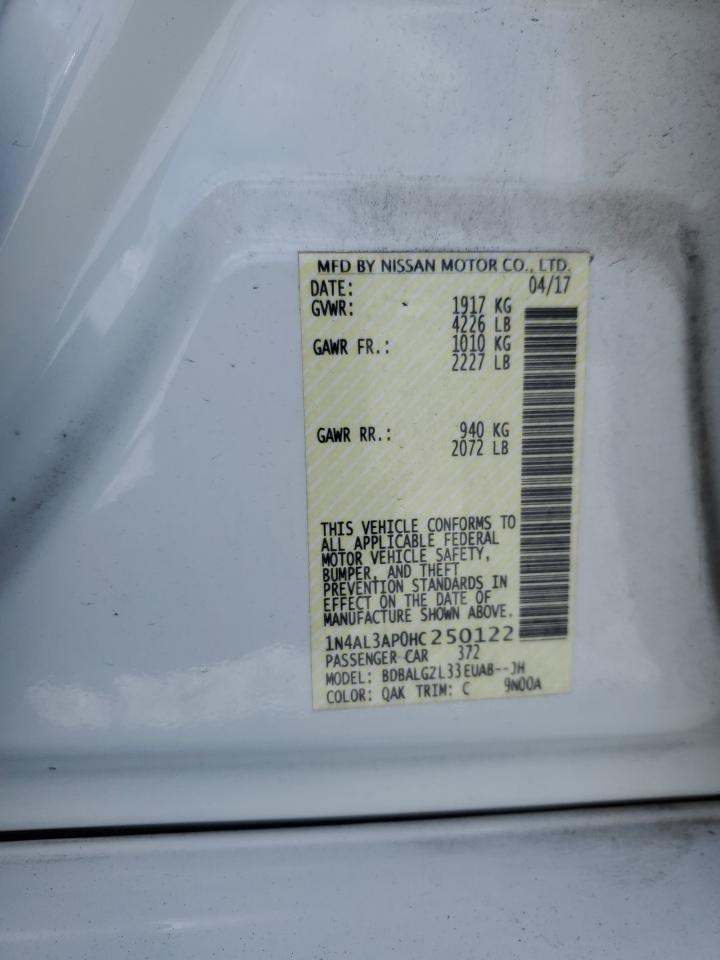 MFD BY NISSAN MOTOR CO., LTD.
DATE: 04/17
GVWR: 1917 KG
4226 LB
GAWR FR.: 1010 KG
2227 LB
GAWR RR.: 940 KG
2072 LB
THIS VEHICLE CONFORMS TO
ALL APPLICABLE FEDERAL
MOTOR VEHICLE SAFETY,
BUMPER, AND THEFT
PREVENTION STANDARDS IN
EFFECT ON THE DATE OF
MANUFACTURE SHOWN ABOVE.
1N4AL3AP0HC250122
PASSENGER CAR 372
MODEL: BDBALGZL33EUAB--JH
COLOR: QAK TRIM: C 9N00A